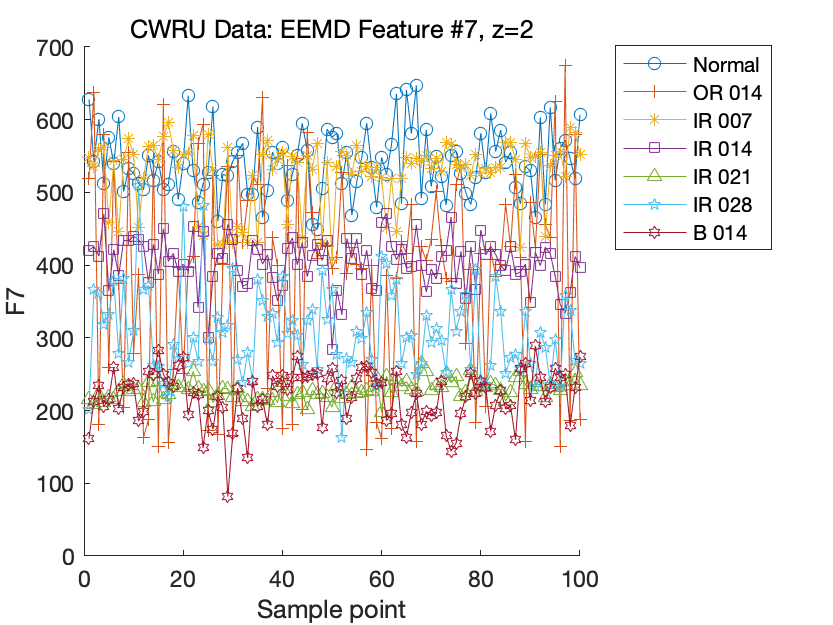 CWRU Data: EEMD Feature #7, z=2
700
600
500
400
300
200
100
0
F7
0 20 40 60 80 100
Sample point
Normal
OR 014
IR 007
IR 014
IR 021
IR 028
B 014